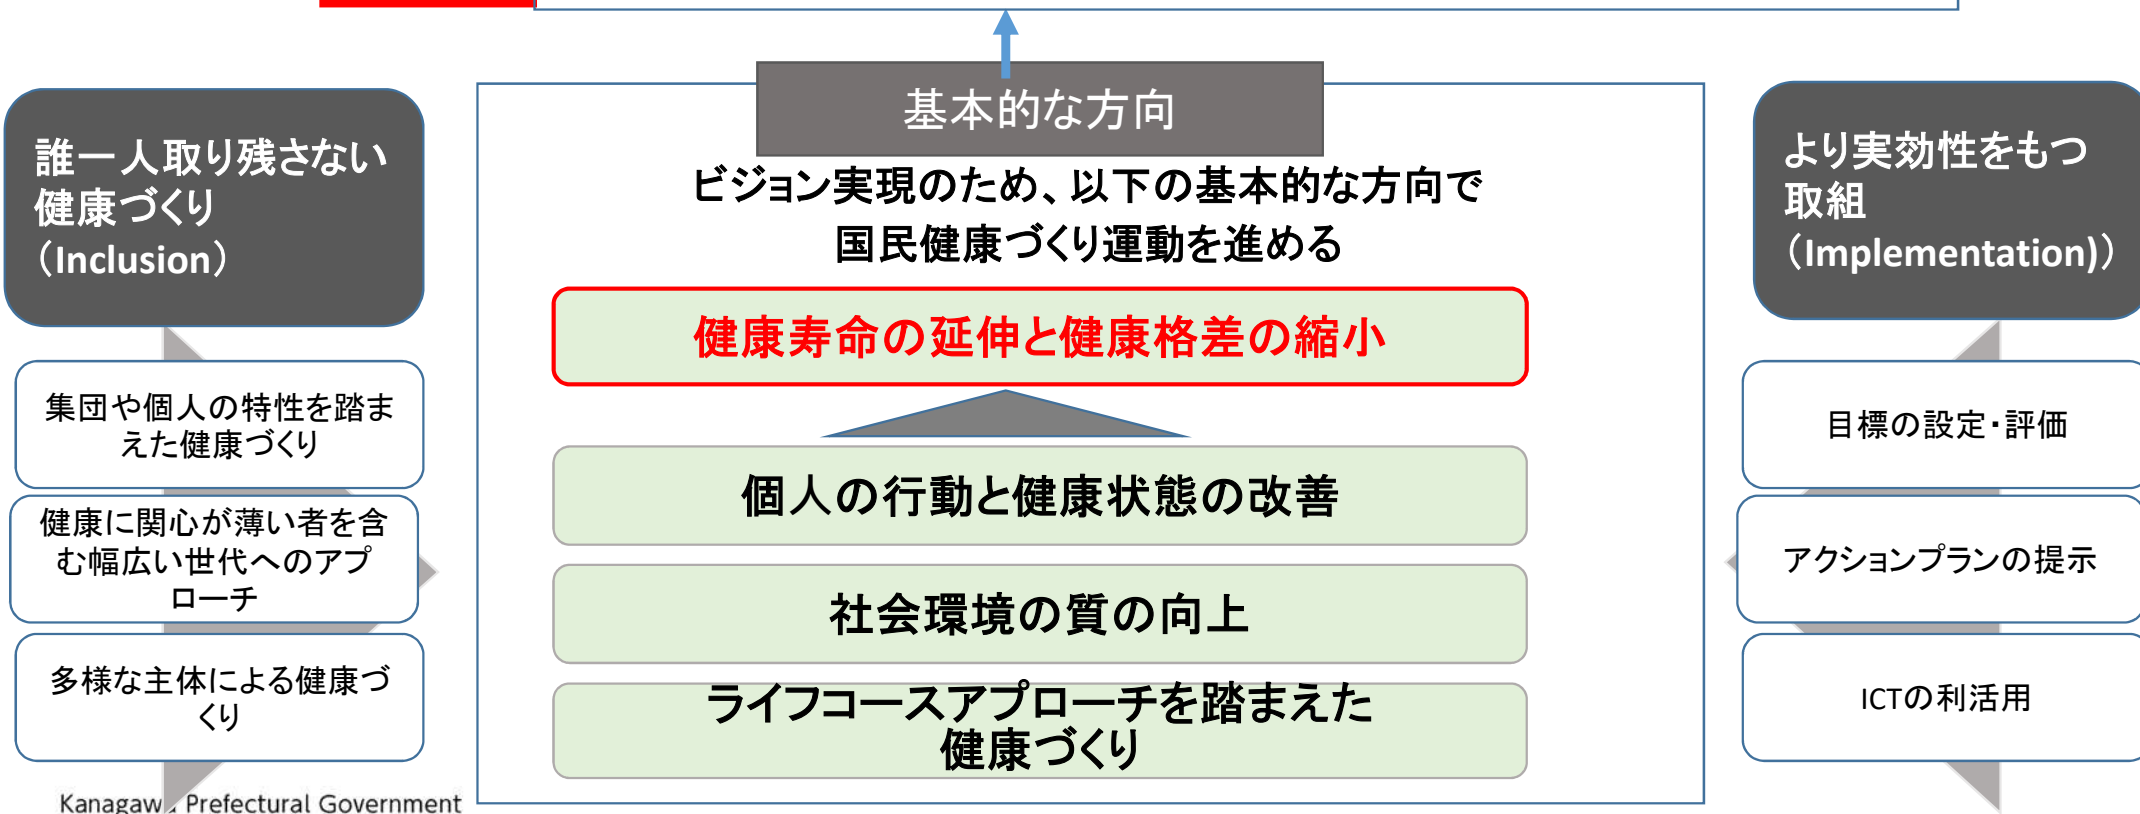 基本的な方向
誰一人取り残さない
健康づくり
（Inclusion）
集団や個人の特性を踏ま
えた健康づくり
健康に関心が薄い者を含
む幅広い世代へのアプ
ローチ
多様な主体による健康づ
くり
ビジョン実現のため、以下の基本的な方向で
国民健康づくり運動を進める
健康寿命の延伸と健康格差の縮小
個人の行動と健康状態の改善
社会環境の質の向上
ライフコースアプローチを踏まえた
健康づくり
より実効性をもつ
取組
（Implementation)）
目標の設定・評価
アクションプランの提示
ICTの利活用
Kanagawa Prefectural Government